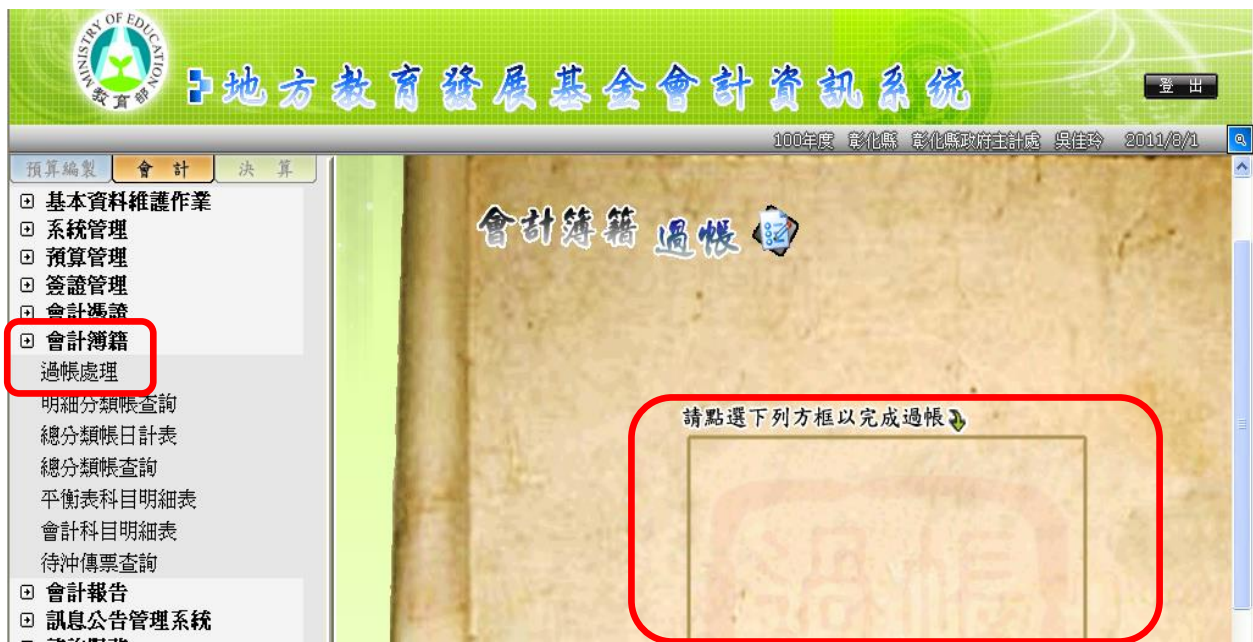 MINISTRY OF EDUCATION
教育部
地方教育發展基金會計資訊系統
登出
100年度 彰化縣 彰化縣政府主計處 吳佳玲 2011/8/1
預算編製 會計 決算
基本資料維護作業
系統管理
預算管理
簽證管理
會計憑證
會計簿籍
過帳處理
明細分類帳查詢
總分類帳日計表
總分類帳查詢
平衡表科目明細表
會計科目明細表
待沖傳票查詢
會計報告
訊息公告管理系統
會計簿籍 過帳
請點選下列方框以完成過帳
過帳